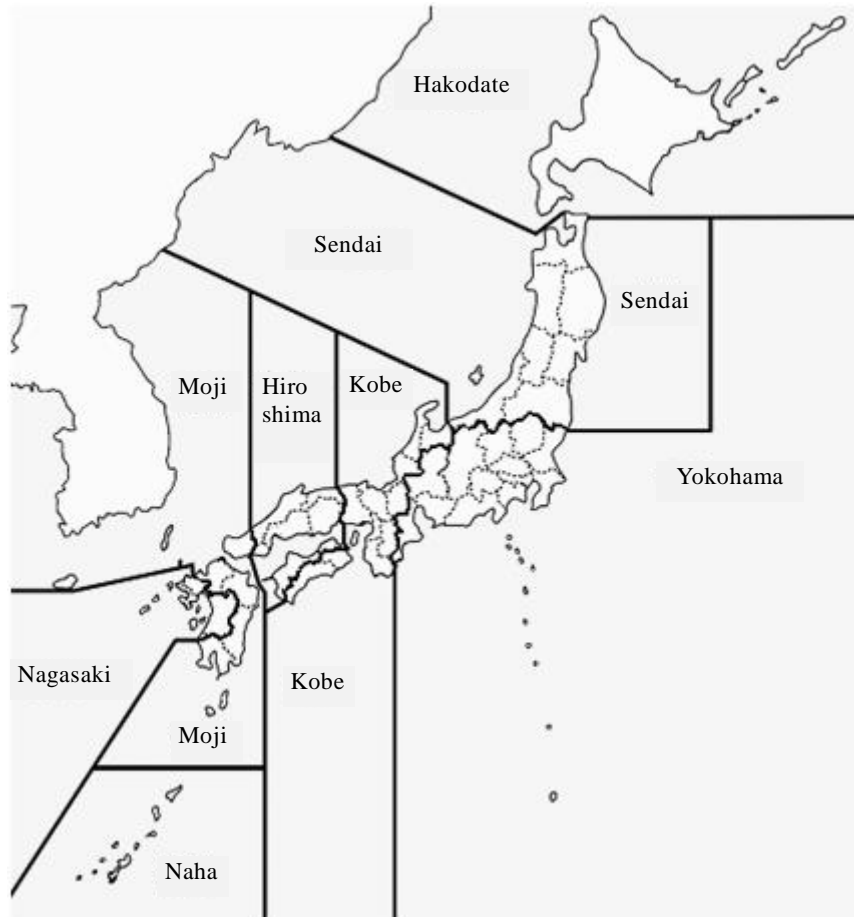 Hakodate
Sendai
Sendai
Moji
Hiro
shima
Kobe
Yokohama
Nagasaki
Kobe
Moji
Naha